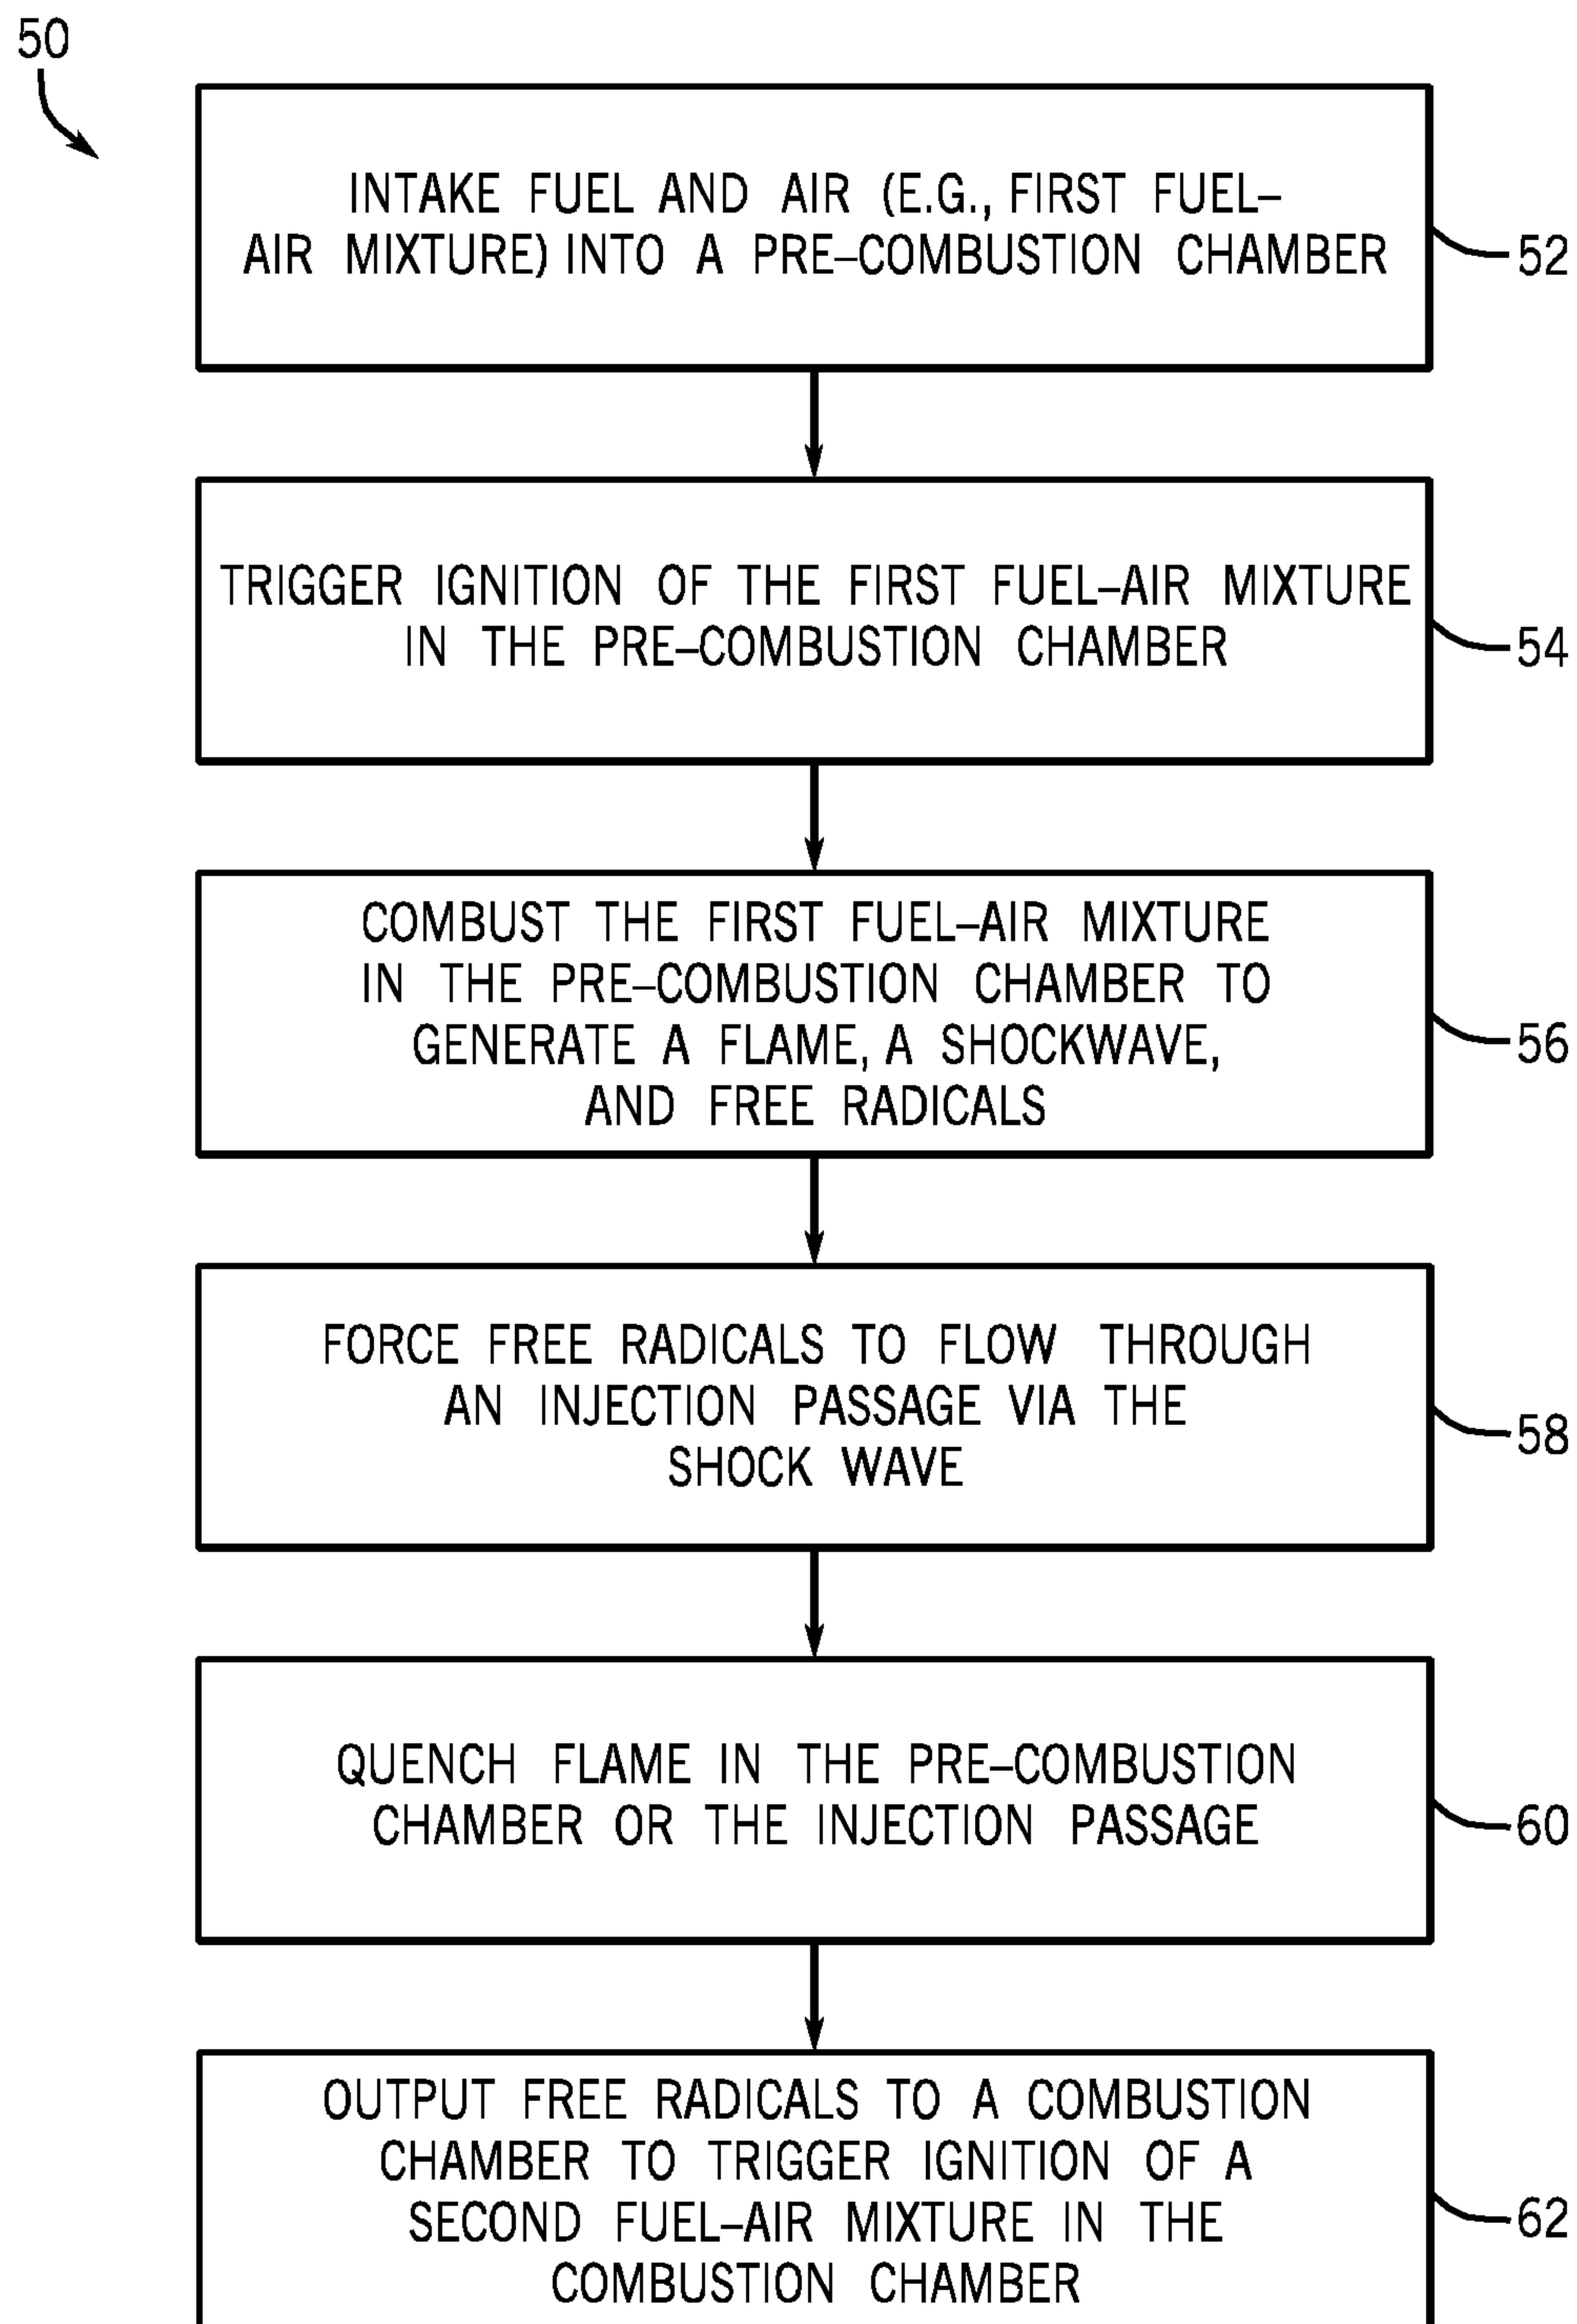 50
INTAKE FUEL AND AIR (E.G., FIRST FUEL–
AIR MIXTURE) INTO A PRE–COMBUSTION CHAMBER
52
TRIGGER IGNITION OF THE FIRST FUEL–AIR MIXTURE
IN THE PRE–COMBUSTION CHAMBER
54
COMBUST THE FIRST FUEL–AIR MIXTURE
IN THE PRE–COMBUSTION CHAMBER TO
GENERATE A FLAME, A SHOCKWAVE,
AND FREE RADICALS
56
FORCE FREE RADICALS TO FLOW THROUGH
AN INJECTION PASSAGE VIA THE
SHOCK WAVE
58
QUENCH FLAME IN THE PRE–COMBUSTION
CHAMBER OR THE INJECTION PASSAGE
60
OUTPUT FREE RADICALS TO A COMBUSTION
CHAMBER TO TRIGGER IGNITION OF A
SECOND FUEL–AIR MIXTURE IN THE
COMBUSTION CHAMBER
62